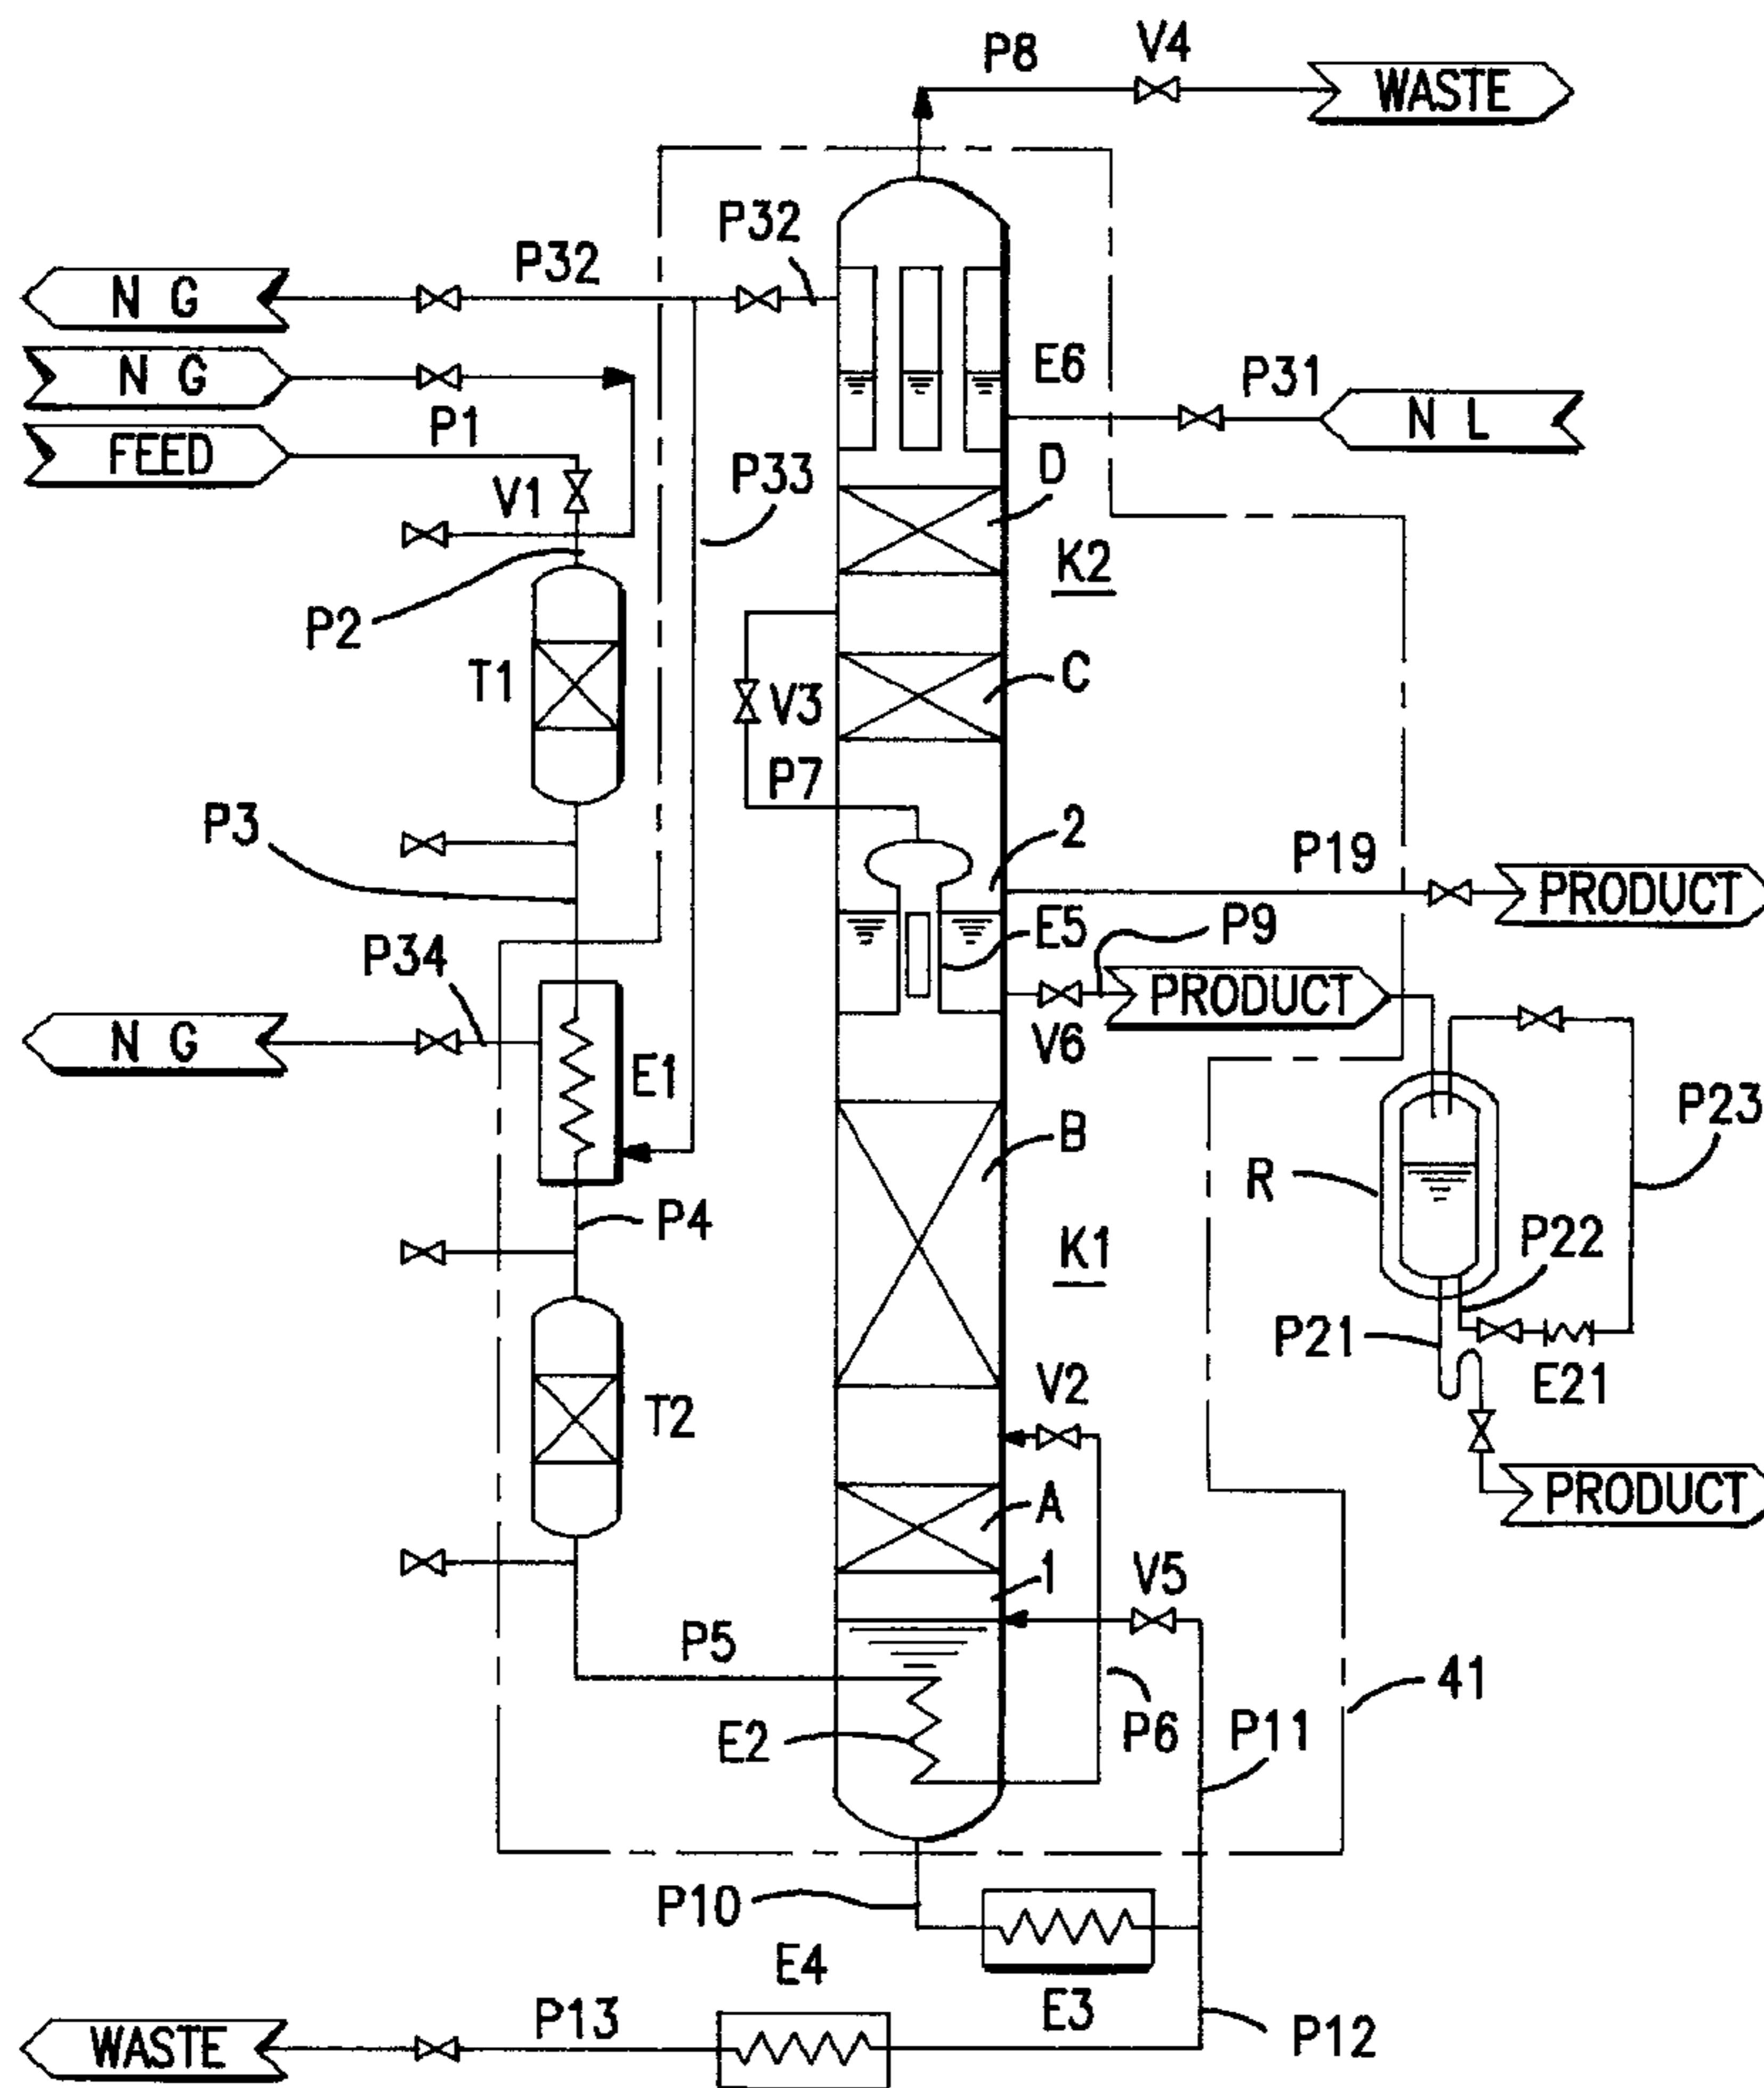 P8
V4
WASTE
P32
P32
N G
N G
E6
P31
P1
N L
FEED
V1
P33
D
K2
P2
T1
C
V3
P7
P3
2
P19
PRODUCT
E5
P9
P34
PRODUCT
N G
V6
E1
P23
B
R
P4
P22
K1
P21
V2
E21
T2
A
PRODUCT
1
V5
P5
41
E2
P6
P11
P10
E4
E3
P13
P12
WASTE